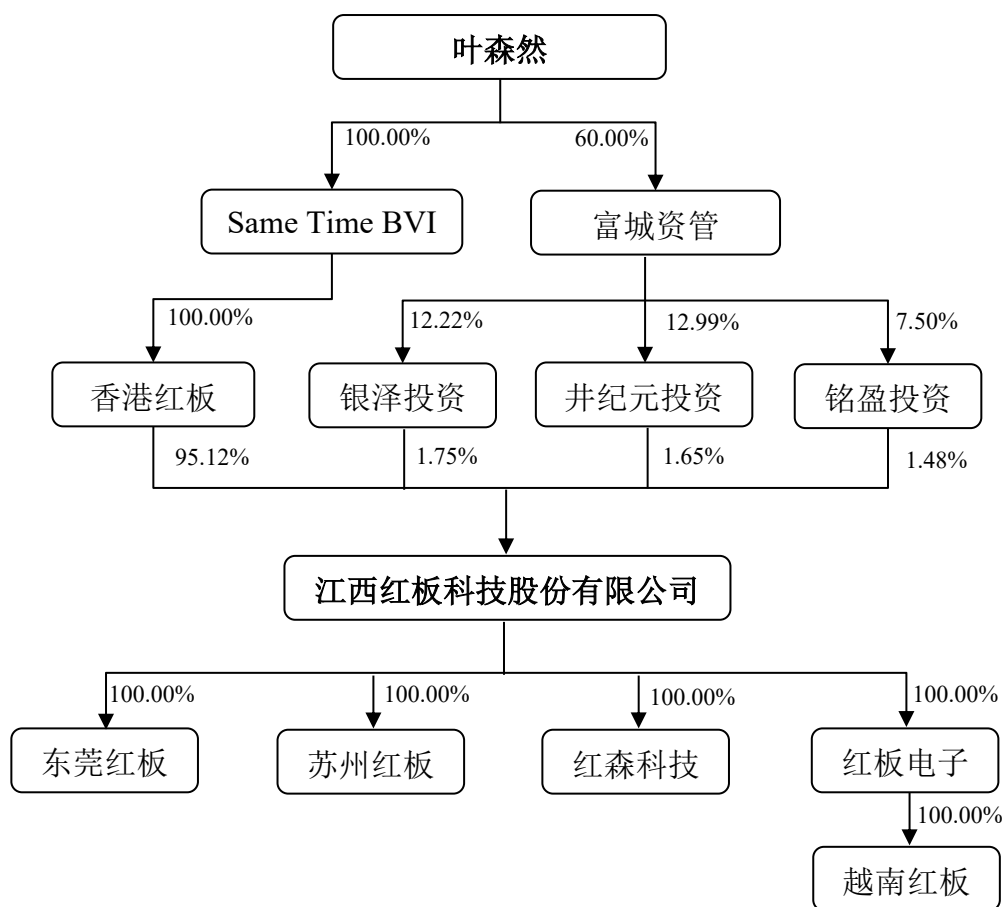 叶森然
100.00%
60.00%
Same Time BVI
富城资管
100.00%
12.22%
12.99%
7.50%
香港红板
银泽投资
井纪元投资
铭盈投资
95.12%
1.75%
1.65%
1.48%
江西红板科技股份有限公司
100.00%
100.00%
100.00%
100.00%
东莞红板
苏州红板
红森科技
红板电子
100.00%
越南红板